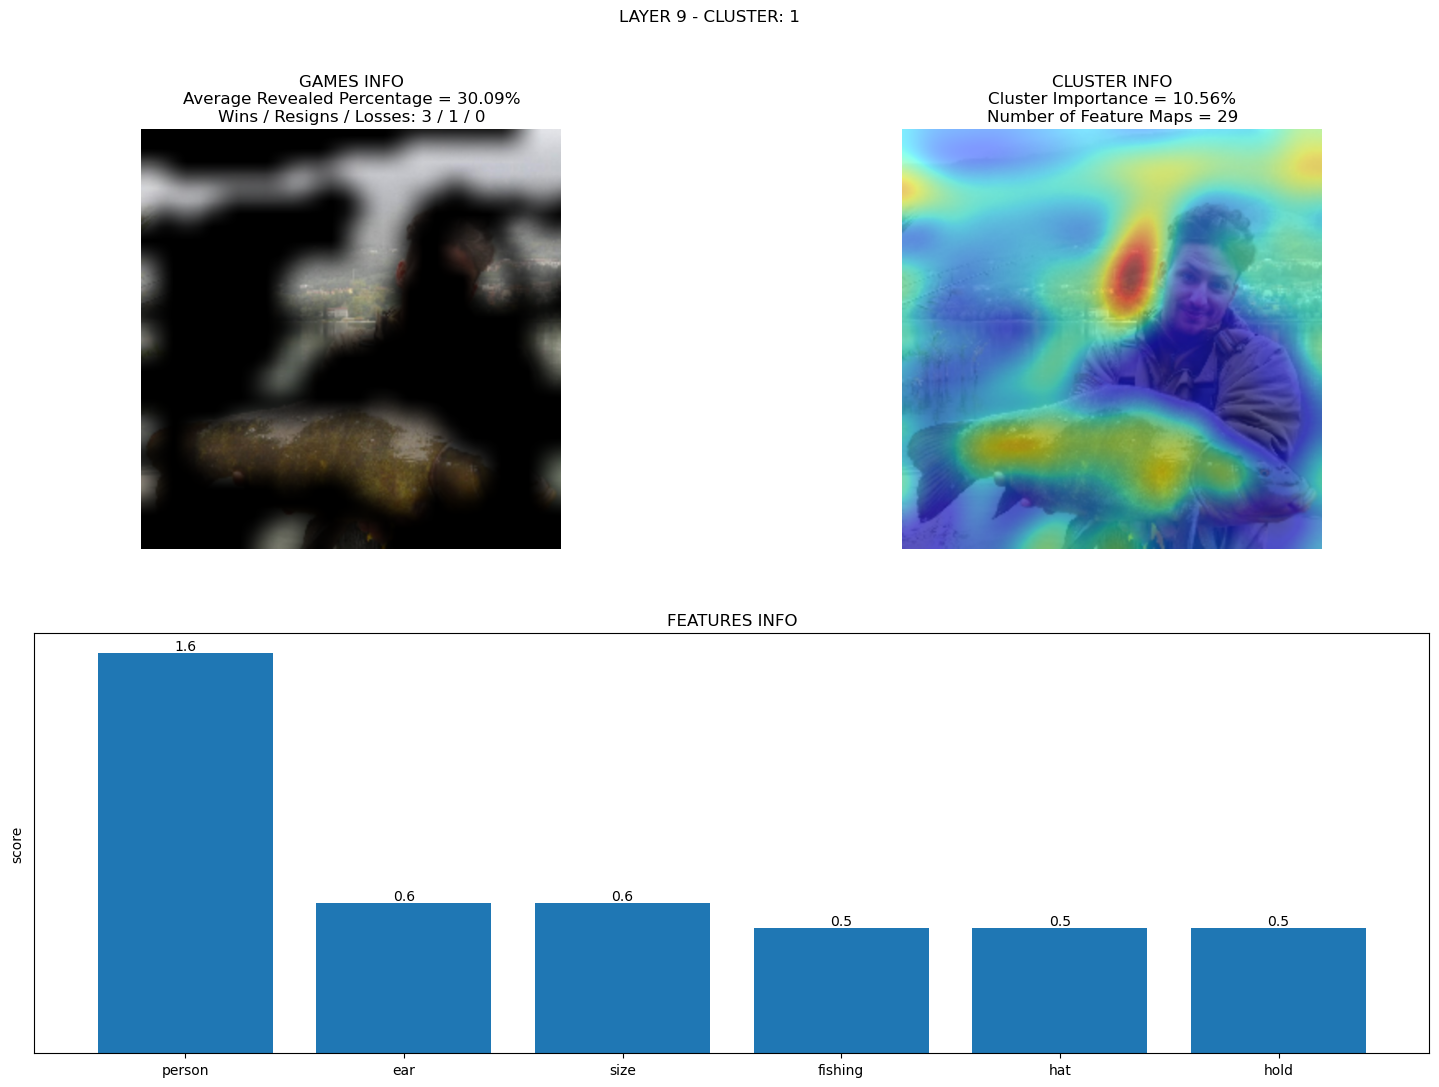 LAYER 9 - CLUSTER: 1
GAMES INFO
Average Revealed Percentage = 30.09%
Wins / Resigns / Losses: 3 / 1 / 0
CLUSTER INFO
Cluster Importance = 10.56%
Number of Feature Maps = 29
FEATURES INFO
score
1.6
0.6
0.6
0.5
0.5
0.5
person
ear
size
fishing
hat
hold